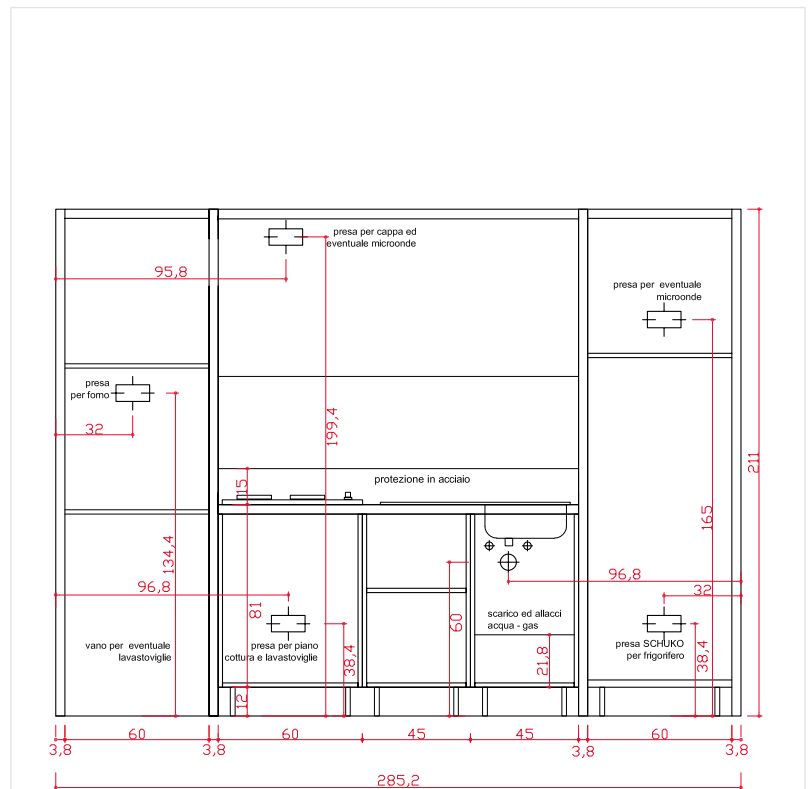 presa per cappa ed
eventuale microonde
95,8
presa per eventuale
microonde
presa
per forno
32
199,4
211
protezione in acciaio
15
165
134,4
96,8
96,8
32
81
60
scarico ed allacci
acqua - gas
vano per eventuale
lavastoviglie
presa per piano
cottura e lavastoviglie
38,4
21,8
presa SCHUKO
per frigorifero
38,4
12
60
60
45
45
60
3,8
3,8
3,8
3,8
285,2